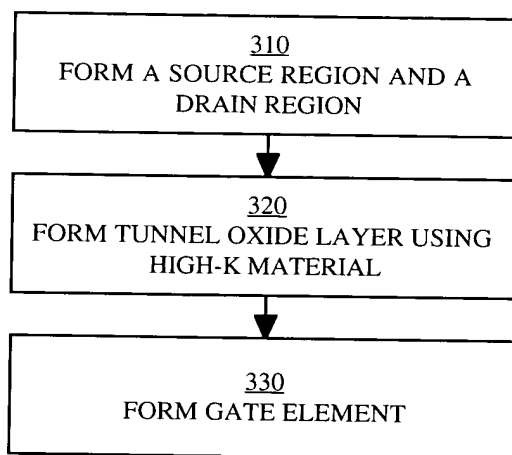 310
FORM A SOURCE REGION AND A
DRAIN REGION
320
FORM TUNNEL OXIDE LAYER USING
HIGH-K MATERIAL
330
FORM GATE ELEMENT